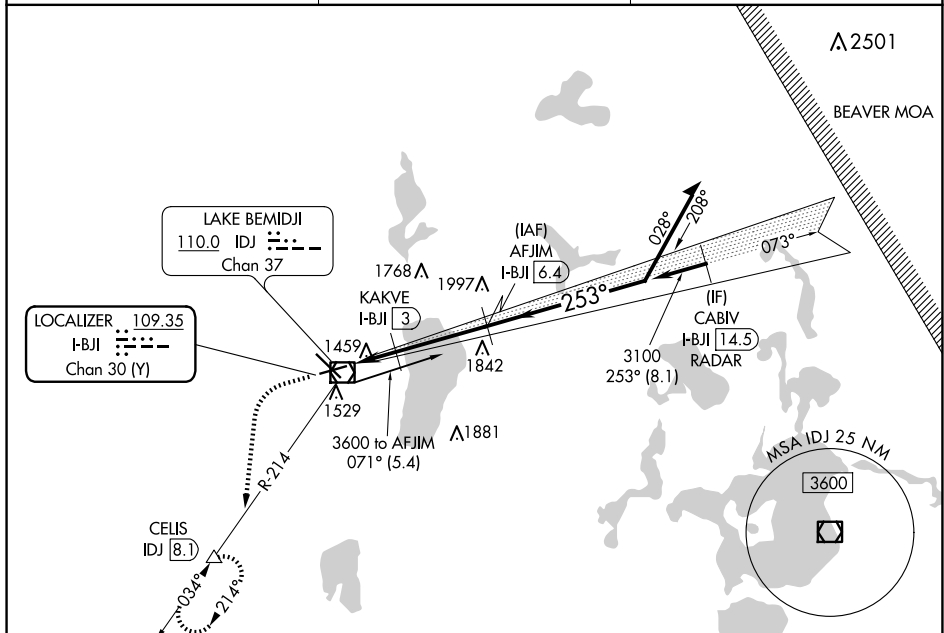 2501
BEAVER MOA
LAKE BEMIDJI
110.0 IDJ
Chan 37
LOCALIZER 109.35
I-BJI
Chan 30 (Y)
(IAF)
AFJIM
I-BJI 6.4
028°
208°
073°
1768
1997
253°
KAKVE
I-BJI 3
(IF)
CABIV
I-BJI 14.5
RADAR
1459
1842
3100
253° (8.1)
1529
3600 to AFJIM
071° (5.4)
1881
R-214
MSA IDJ 25 NM
3600
CELIS
IDJ 8.1
034°
214°